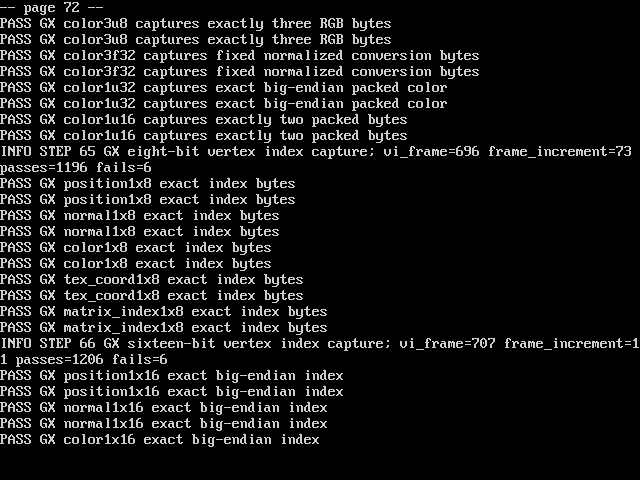 -- page 72 --
PASS GX color3u8 captures exactly three RGB bytes
PASS GX color3u8 captures exactly three RGB bytes
PASS GX color3f32 captures fixed normalized conversion bytes
PASS GX color3f32 captures fixed normalized conversion bytes
PASS GX color1u32 captures exact big-endian packed color
PASS GX color1u32 captures exact big-endian packed color
PASS GX color1u16 captures exactly two packed bytes
PASS GX color1u16 captures exactly two packed bytes
INFO STEP 65 GX eight-bit vertex index capture; vi_frame=696 frame_increment=73
passes=1196 fails=6
PASS GX position1x8 exact index bytes
PASS GX position1x8 exact index bytes
PASS GX normal1x8 exact index bytes
PASS GX normal1x8 exact index bytes
PASS GX color1x8 exact index bytes
PASS GX color1x8 exact index bytes
PASS GX tex_coord1x8 exact index bytes
PASS GX tex_coord1x8 exact index bytes
PASS GX matrix_index1x8 exact index bytes
PASS GX matrix_index1x8 exact index bytes
INFO STEP 66 GX sixteen-bit vertex index capture; vi_frame=707 frame_increment=1
1 passes=1206 fails=6
PASS GX position1x16 exact big-endian index
PASS GX position1x16 exact big-endian index
PASS GX normal1x16 exact big-endian index
PASS GX normal1x16 exact big-endian index
PASS GX color1x16 exact big-endian index